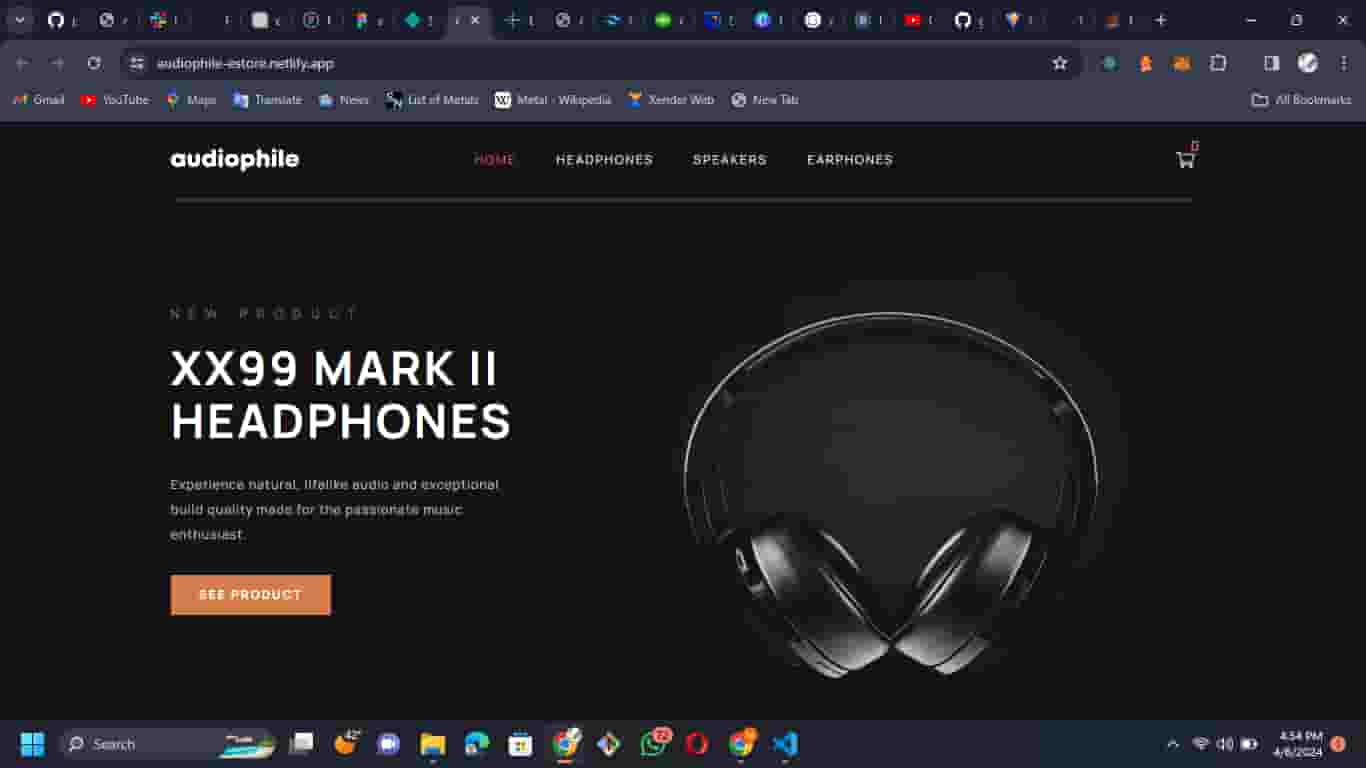 audiophile-estore.netlify.app
Gmail YouTube Maps Translate News List of Metals Metal - Wikipedia Xender Web New Tab All Bookmarks
audiophile HOME HEADPHONES SPEAKERS EARPHONES 0
NEW PRODUCT
XX99 MARK II
HEADPHONES
Experience natural, lifelike audio and exceptional
build quality made for the passionate music
enthusiast.
SEE PRODUCT
Search
4:54 PM
4/6/2024